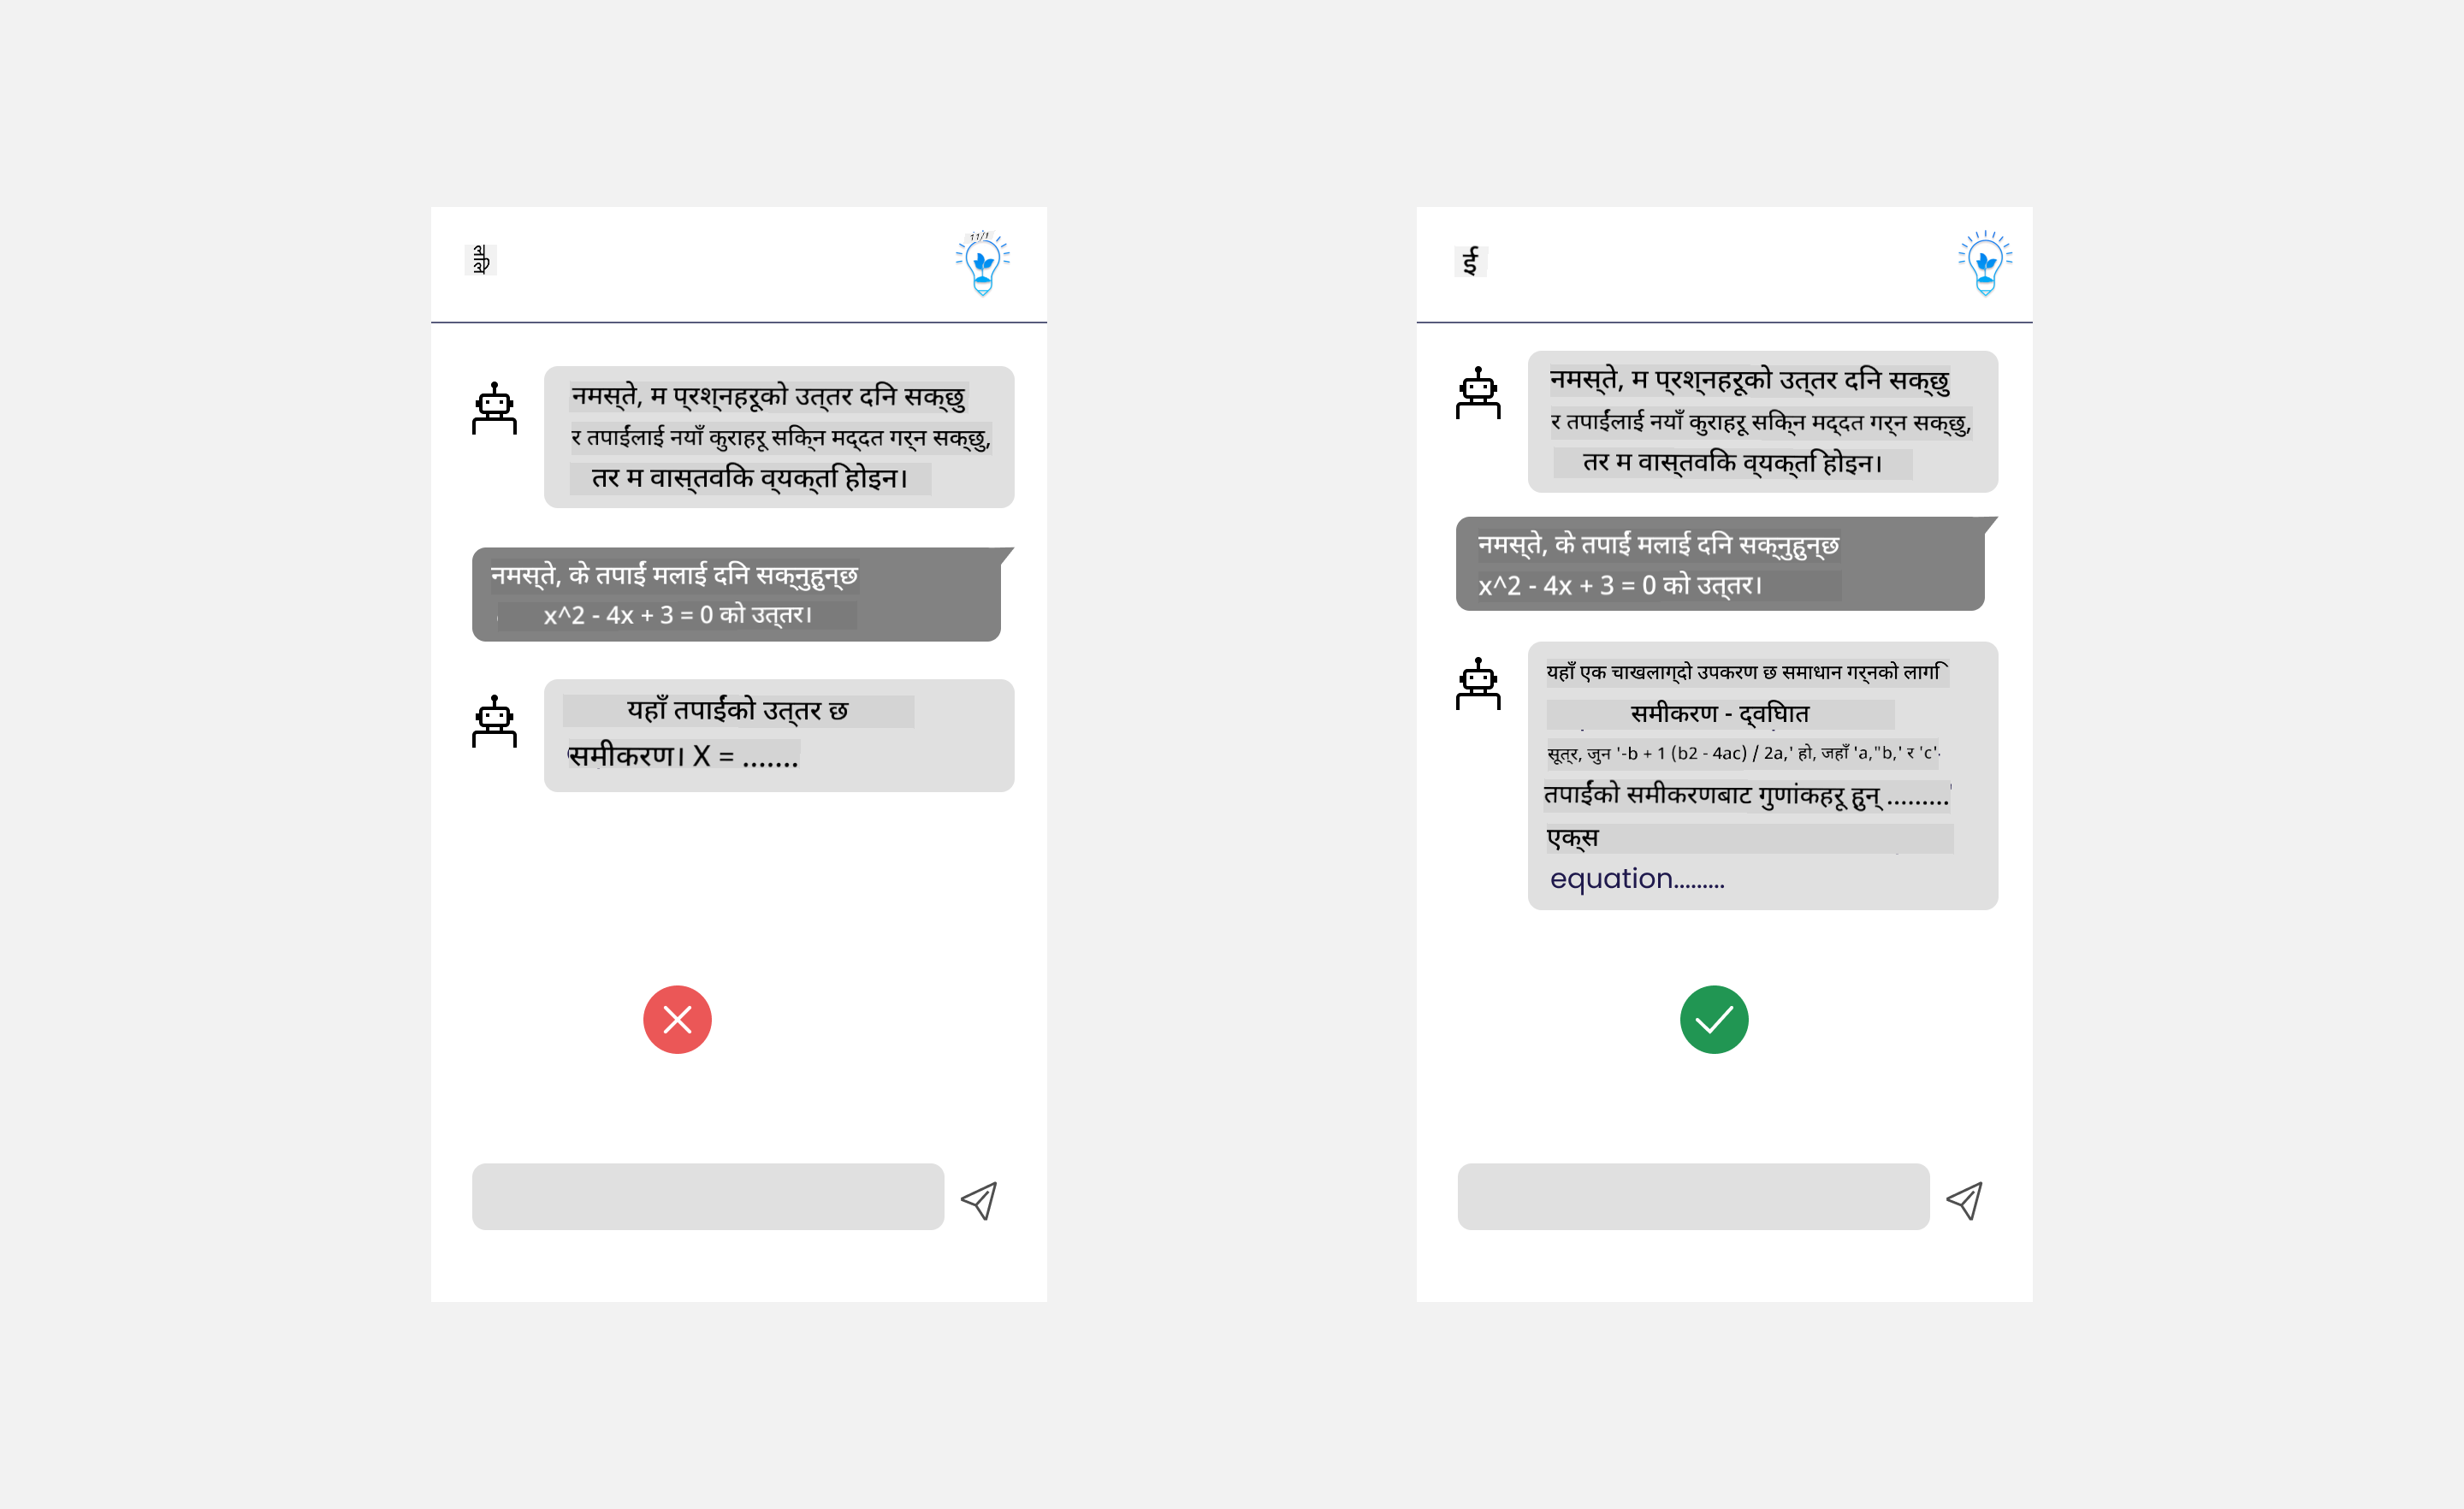 नमस्ते, म प्रश्नहरूको उत्तर दिन सक्छु
र तपाईंलाई नयाँ कुराहरू सिक्न मद्दत गर्न सक्छु,
तर म वास्तविक व्यक्ति होइन।
नमस्ते, के तपाईं मलाई दिन सक्नुहुन्छ
x^2 - 4x + 3 = 0 को उत्तर।
यहाँ तपाईंको उत्तर छ
समीकरण। X = .......
ई
नमस्ते, म प्रश्नहरूको उत्तर दिन सक्छु
र तपाईंलाई नयाँ कुराहरू सिक्न मद्दत गर्न सक्छु,
तर म वास्तविक व्यक्ति होइन।
नमस्ते, के तपाईं मलाई दिन सक्नुहुन्छ
x^2 - 4x + 3 = 0 को उत्तर।
यहाँ एक चाखलाग्दो उपकरण छ समाधान गर्नको लागि
समीकरण - द्विघात
सूत्र, जुन '-b + 1 (b2 - 4ac) / 2a,' हो, जहाँ 'a,"b,' र 'c'
तपाईंको समीकरणबाट गुणांकहरू हुन् .........
एक्स
equation.........